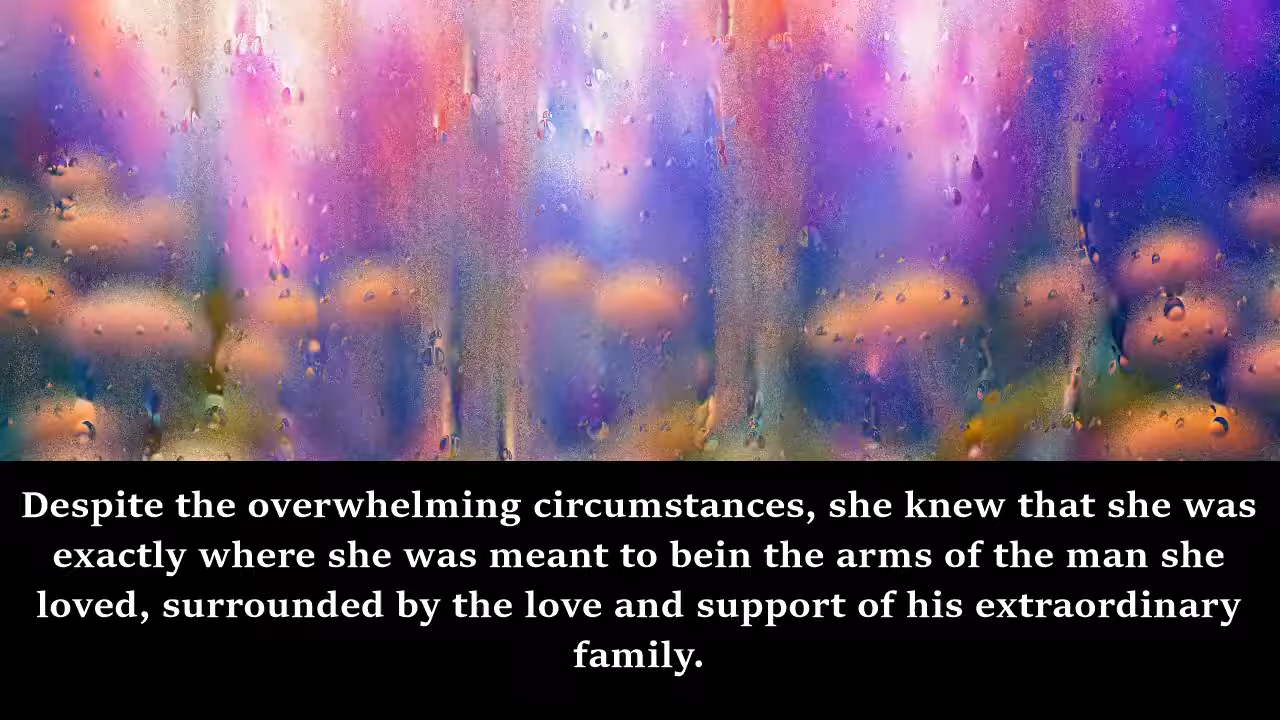 Despite the overwhelming circumstances, she knew that she was
exactly where she was meant to bein the arms of the man she
loved, surrounded by the love and support of his extraordinary
family.